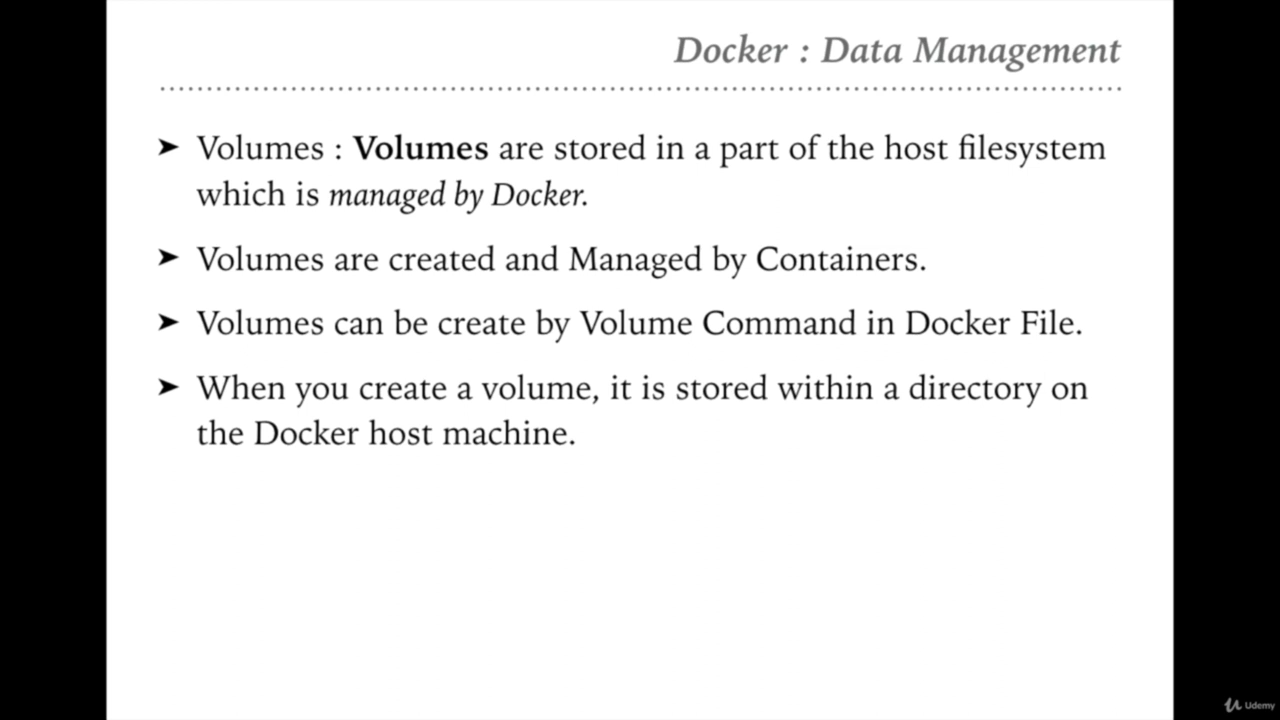 Docker : Data Management
➤ Volumes : Volumes are stored in a part of the host filesystem
which is managed by Docker.
➤ Volumes are created and Managed by Containers.
➤ Volumes can be create by Volume Command in Docker File.
➤ When you create a volume, it is stored within a directory on
the Docker host machine.
Udemy